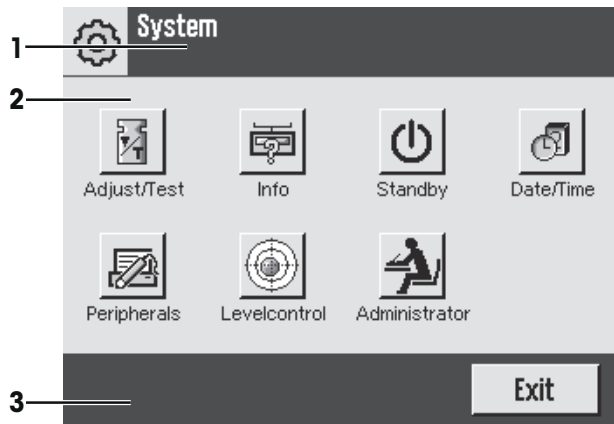 System
1
2
Adjust/Test Info Standby Date/Time
Peripherals Levelcontrol Administrator
3 Exit